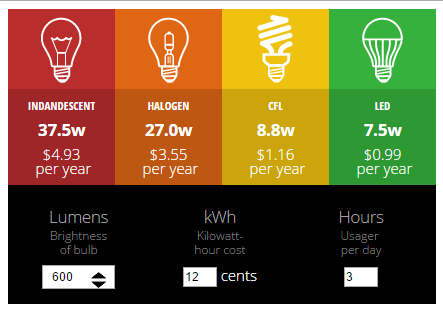 INDANDESCENT HALOGEN CFL LED
37.5w 27.0w 8.8w 7.5w
$4.93 $3.55 $1.16 $0.99
per year per year per year per year
Lumens kWh Hours
Brightness Kilowatt- Usager
of bulb hour cost per day
600 12 cents 3